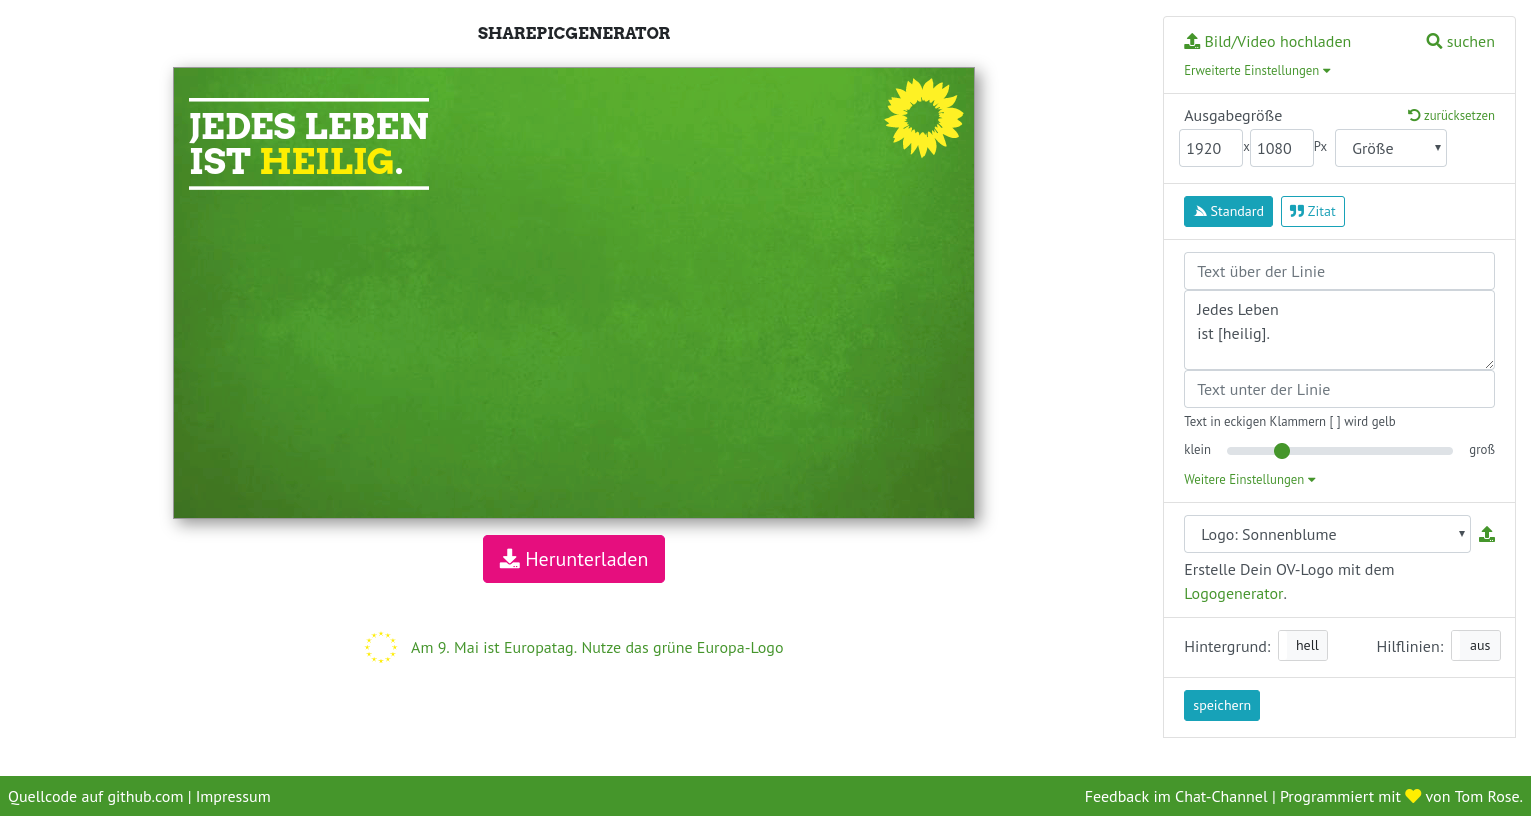 SHAREPICGENERATOR
JEDES LEBEN
IST HEILIG.
Herunterladen
Am 9. Mai ist Europatag. Nutze das grüne Europa-Logo
Bild/Video hochladen suchen
Erweiterte Einstellungen
Ausgabegröße zurücksetzen
1920 x 1080 Px Größe
Standard Zitat
Text über der Linie
Jedes Leben
ist [heilig].
Text unter der Linie
Text in eckigen Klammern [ ] wird gelb
klein groß
Weitere Einstellungen
Logo: Sonnenblume
Erstelle Dein OV-Logo mit dem
Logogenerator.
Hintergrund: hell Hilflinien: aus
speichern
Quellcode auf github.com | Impressum
Feedback im Chat-Channel | Programmiert mit von Tom Rose.